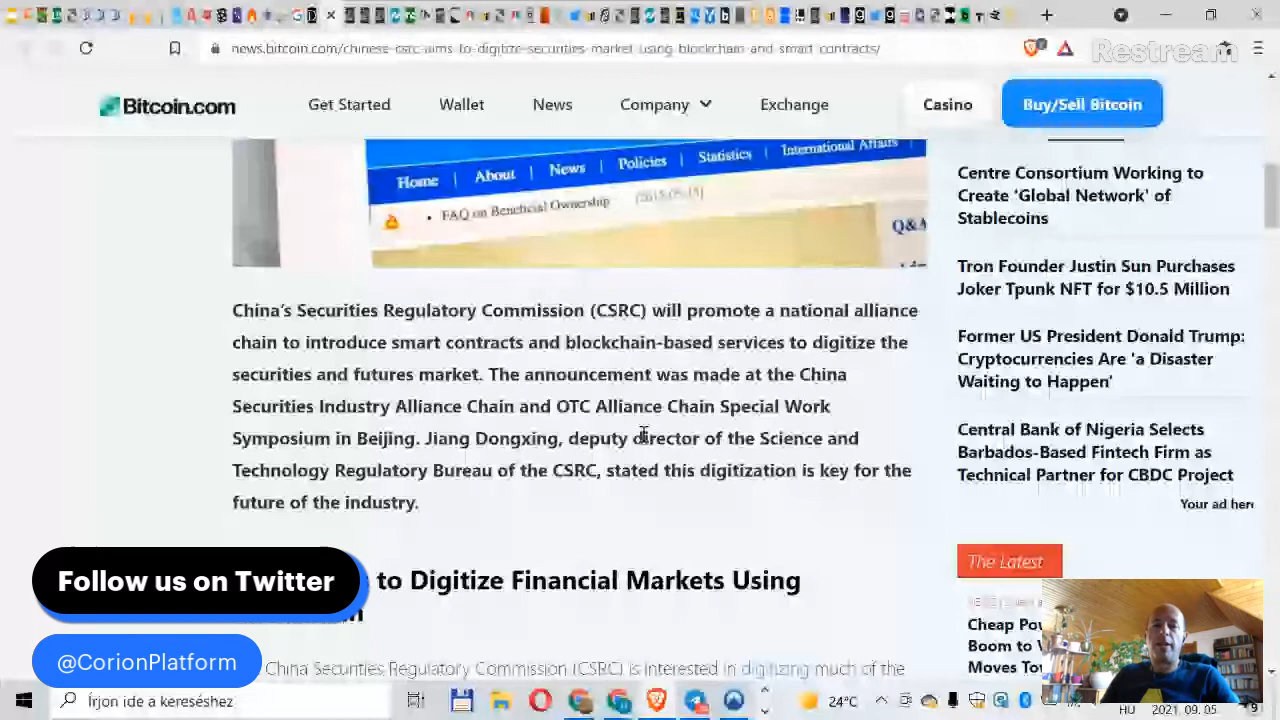 news.bitcoin.com/chinese-csrc-aims-to-digitize-securities-market-using-blockchain-and-smart-contracts/
Restream
Bitcoin.com
Get Started
Wallet
News
Company
Exchange
Casino
Buy/Sell Bitcoin
Home | About | News | Policies | Statistics | International Affairs
• FAQ on Beneficial Ownership
Q&A
China's Securities Regulatory Commission (CSRC) will promote a national alliance
chain to introduce smart contracts and blockchain-based services to digitize the
securities and futures market. The announcement was made at the China
Securities Industry Alliance Chain and OTC Alliance Chain Special Work
Symposium in Beijing. Jiang Dongxing, deputy director of the Science and
Technology Regulatory Bureau of the CSRC, stated this digitization is key for the
future of the industry.
to Digitize Financial Markets Using
China Securities Regulatory Commission (CSRC) is interested in digitizing much of the
Centre Consortium Working to
Create 'Global Network' of
Stablecoins
Tron Founder Justin Sun Purchases
Joker Tpunk NFT for $10.5 Million
Former US President Donald Trump:
Cryptocurrencies Are 'a Disaster
Waiting to Happen'
Central Bank of Nigeria Selects
Barbados-Based Fintech Firm as
Technical Partner for CBDC Project
Your ad here
The Latest
Cheap
Boom to
Moves
Follow us on Twitter
@CorionPlatform
Írjon ide a kereséshez
24°C
HU
2021. 09. 05.